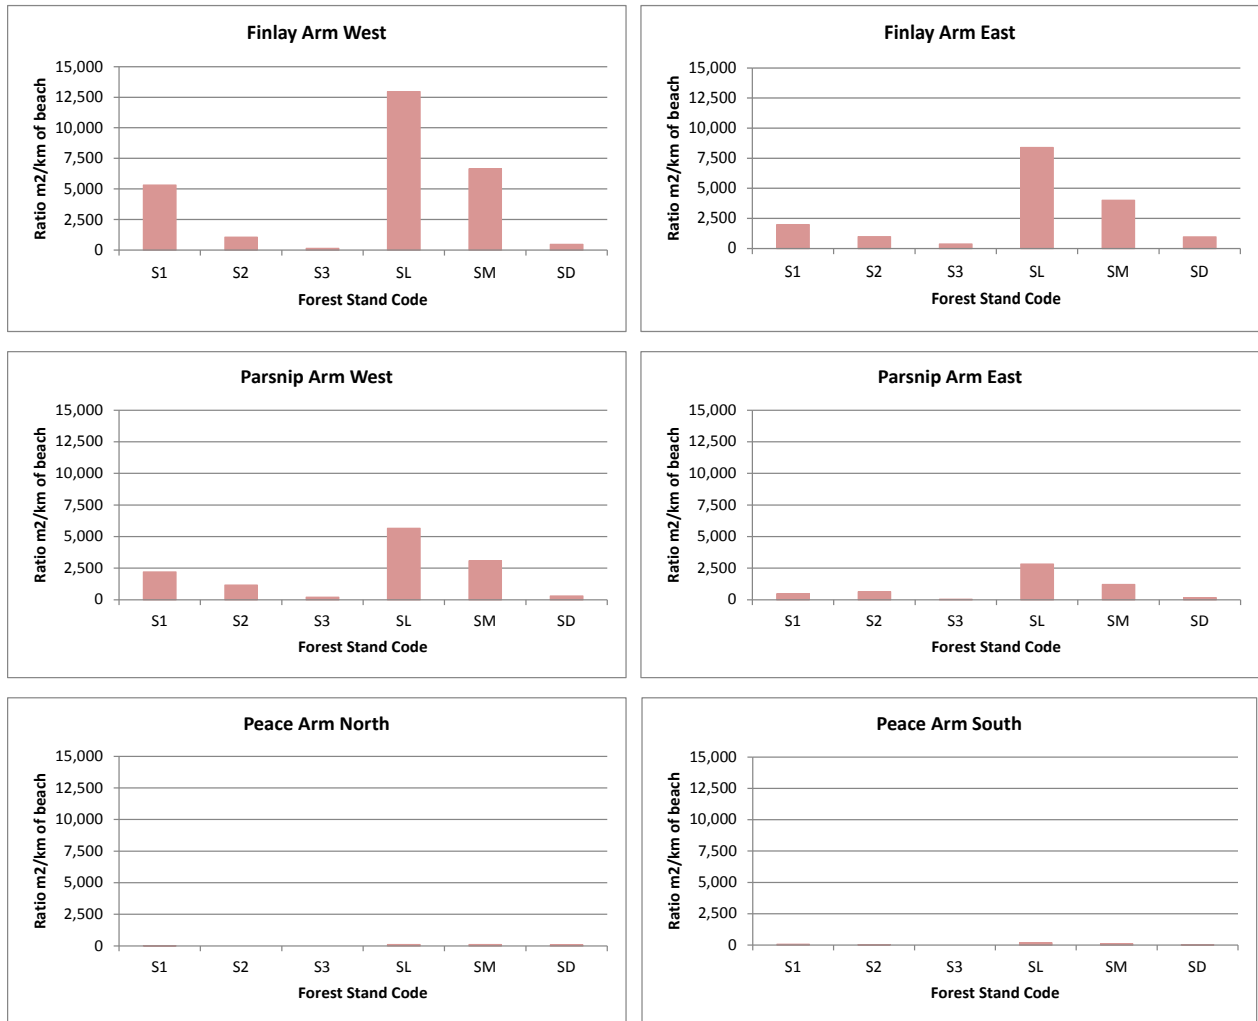 Finlay Arm West
Ratio m2/km of beach
15,000
12,500
10,000
7,500
5,000
2,500
0
S1 S2 S3 SL SM SD
Forest Stand Code
Finlay Arm East
Ratio m2/km of beach
15,000
12,500
10,000
7,500
5,000
2,500
0
S1 S2 S3 SL SM SD
Forest Stand Code
Parsnip Arm West
Ratio m2/km of beach
15,000
12,500
10,000
7,500
5,000
2,500
0
S1 S2 S3 SL SM SD
Forest Stand Code
Parsnip Arm East
Ratio m2/km of beach
15,000
12,500
10,000
7,500
5,000
2,500
0
S1 S2 S3 SL SM SD
Forest Stand Code
Peace Arm North
Ratio m2/km of beach
15,000
12,500
10,000
7,500
5,000
2,500
0
S1 S2 S3 SL SM SD
Forest Stand Code
Peace Arm South
Ratio m2/km of beach
15,000
12,500
10,000
7,500
5,000
2,500
0
S1 S2 S3 SL SM SD
Forest Stand Code